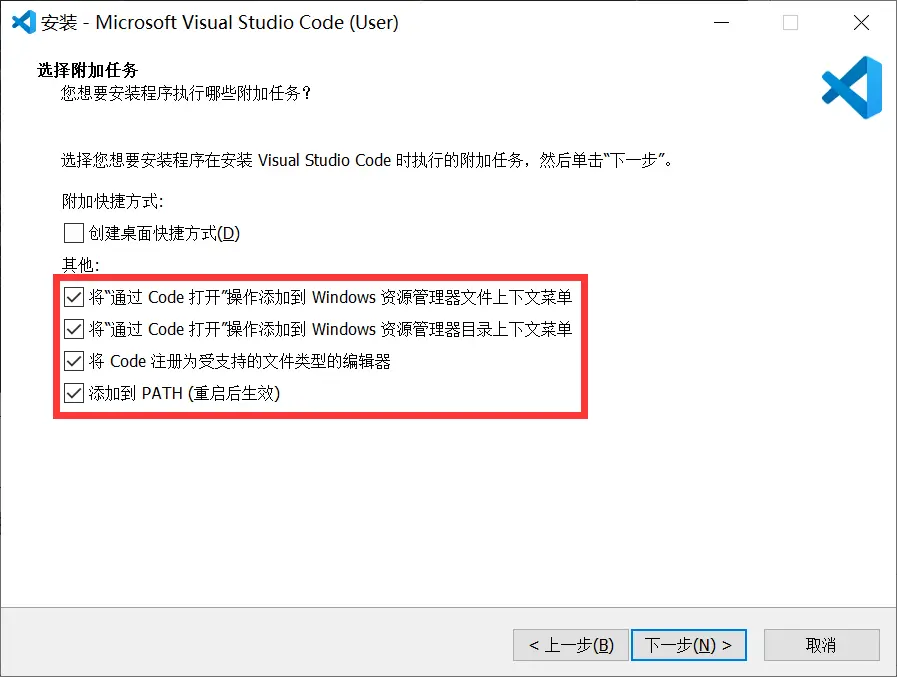 安装 - Microsoft Visual Studio Code (User)
选择附加任务
您想要安装程序执行哪些附加任务？
选择您想要安装程序在安装 Visual Studio Code 时执行的附加任务，然后单击“下一步”。
附加快捷方式:
创建桌面快捷方式(D)
其他:
将“通过 Code 打开”操作添加到 Windows 资源管理器文件上下文菜单
将“通过 Code 打开”操作添加到 Windows 资源管理器目录上下文菜单
将 Code 注册为受支持的文件类型的编辑器
添加到 PATH (重启后生效)
< 上一步(B) 下一步(N) > 取消